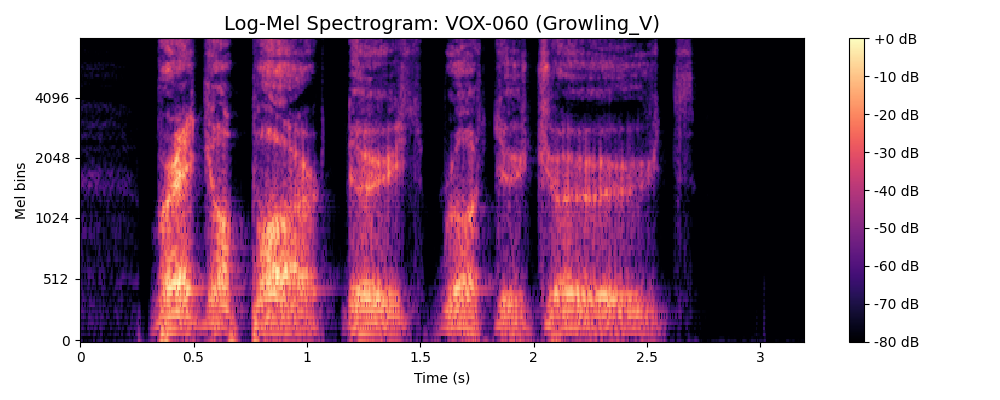 Log-Mel Spectrogram: VOX-060 (Growling_V)
Mel bins
4096
2048
1024
512
0
0
0.5
1
1.5
2
2.5
3
Time (s)
+0 dB
-10 dB
-20 dB
-30 dB
-40 dB
-50 dB
-60 dB
-70 dB
-80 dB